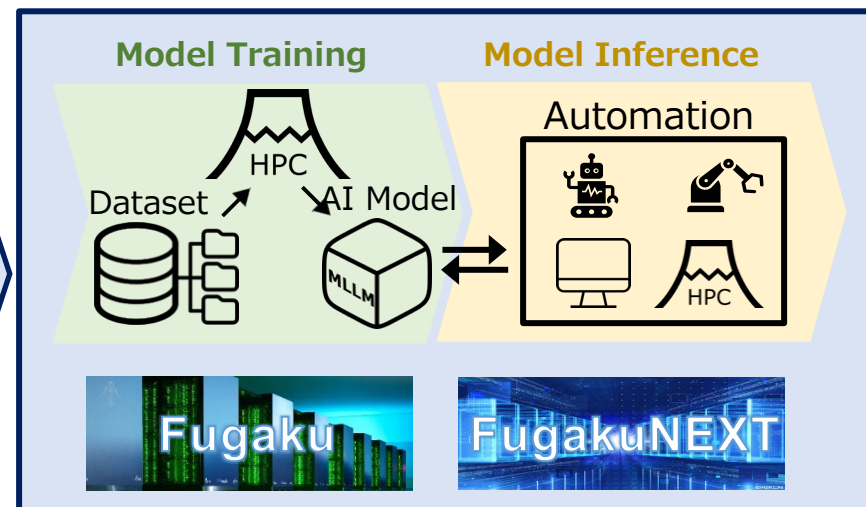 Model Training
Model Inference
Automation
HPC
Dataset
AI Model
MLLM
HPC
Fugaku
FugakuNEXT